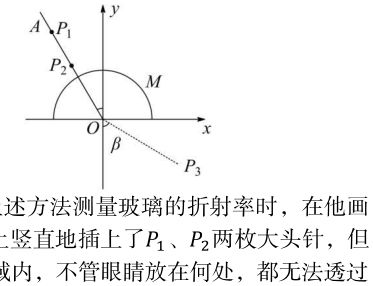 y
A
P₁
P₂
M
O
x
β
P₃
述方法测量玻璃的折射率时，在他画
上竖直地插上了P₁、P₂两枚大头针，但
域内，不管眼睛放在何处，都无法透过